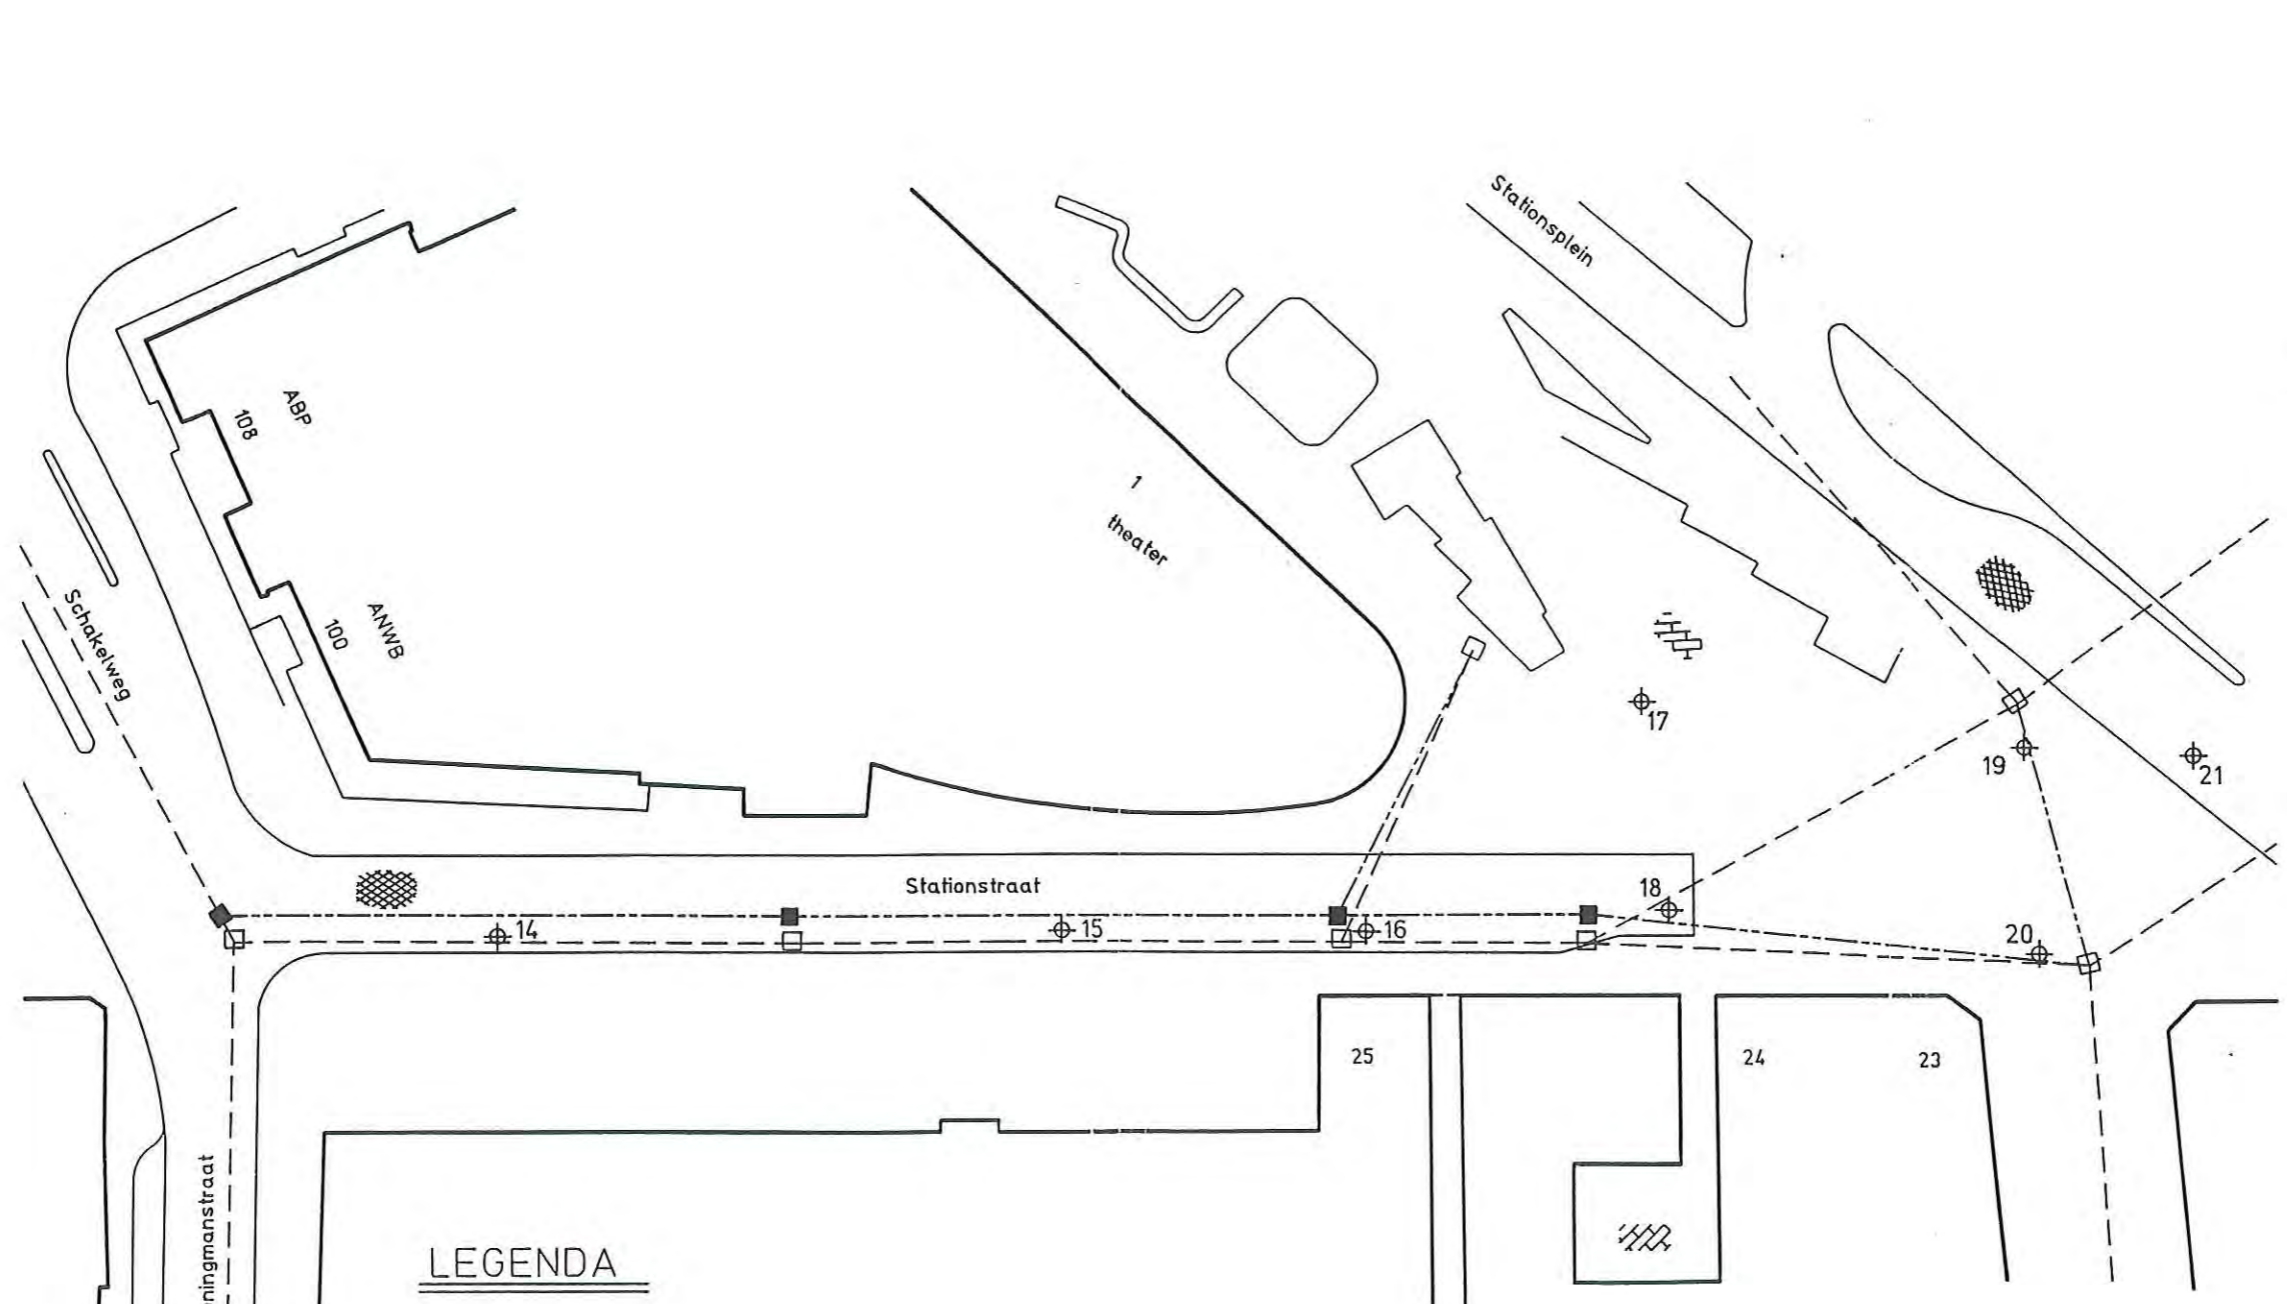 Stationsplein
ABP
108
1
theater
ANWB
100
Schakelweg
17
19
21
Stationstraat
18
14
15
16
20
25
24
23
ningmanstraat
LEGENDA